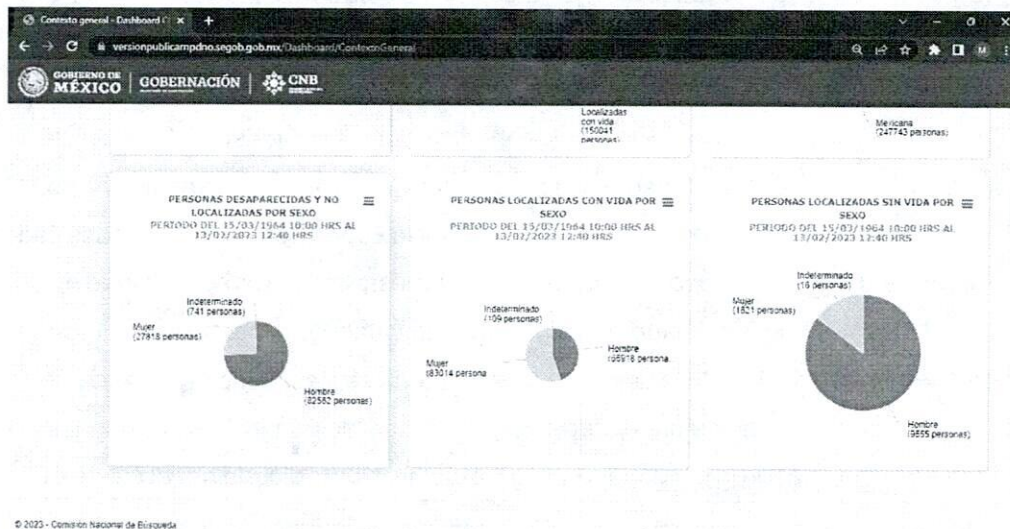 Contexto general - Dashboard
versionpublicarnpdno.segob.gob.mx/Dashboard/ContextoGeneral
M
GOBIERNO DE MÉXICO
GOBERNACIÓN
CNB
Localizadas
con vida
(150041
personas)
Mexicana
(247743 personas)
PERSONAS DESAPARECIDAS Y NO
LOCALIZADAS POR SEXO
PERIODO DEL 15/03/1964 10:00 HRS AL
13/02/2023 12:40 HRS
Indeterminado
(741 personas)
Mujer
(27818 personas)
Hombre
(82582 personas)
PERSONAS LOCALIZADAS CON VIDA POR
SEXO
PERIODO DEL 15/03/1964 10:00 HRS AL
13/02/2023 12:40 HRS
Indeterminado
(109 personas)
Mujer
(83014 persona
Hombre
(66918 persona...
PERSONAS LOCALIZADAS SIN VIDA POR
SEXO
PERIODO DEL 15/03/1964 10:00 HRS AL
13/02/2023 12:40 HRS
Indeterminado
(16 personas)
Mujer
(1621 personas)
Hombre
(9555 personas)
© 2023 - Comisión Nacional de Búsqueda